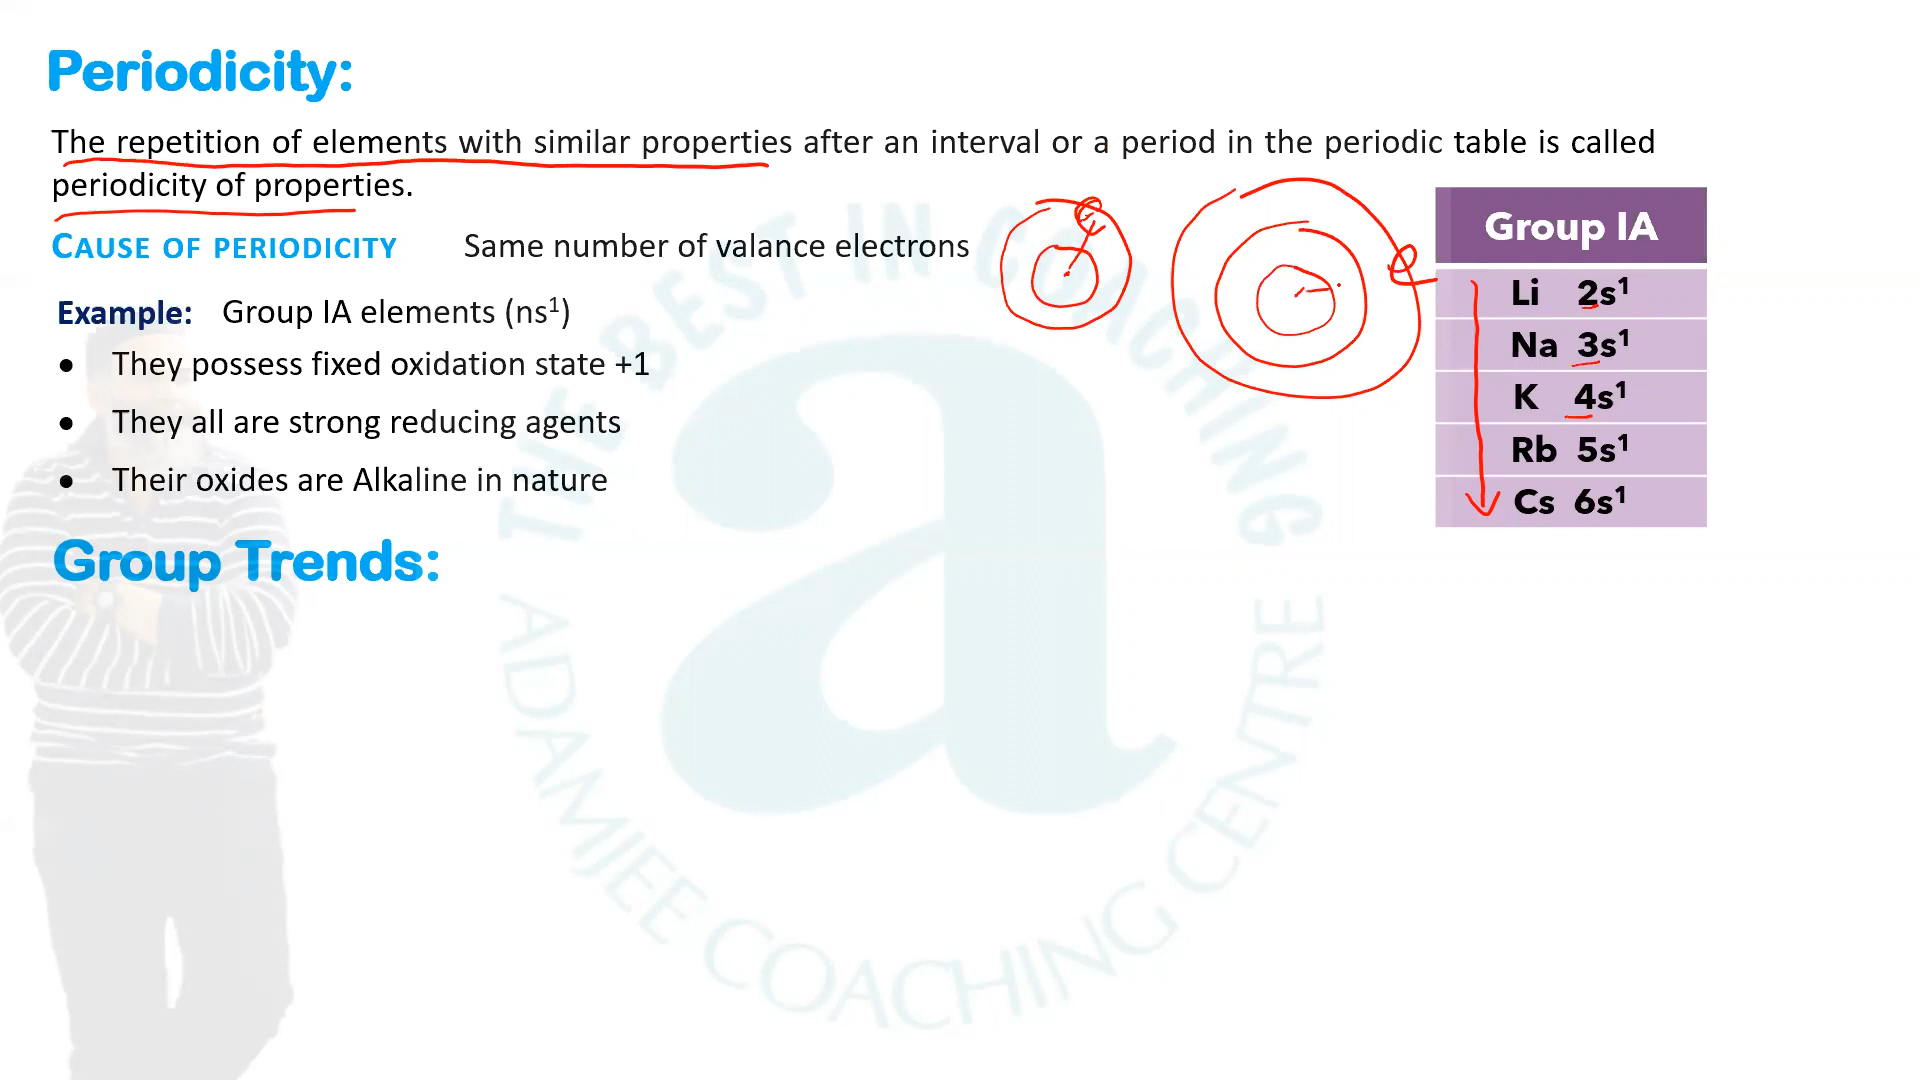 Periodicity:
The repetition of elements with similar properties after an interval or a period in the periodic table is called
periodicity of properties.
CAUSE OF PERIODICITY Same number of valance electrons
Example: Group IA elements (ns¹)
• They possess fixed oxidation state +1
• They all are strong reducing agents
• Their oxides are Alkaline in nature
Group IA
Li 2s¹
Na 3s¹
K 4s¹
Rb 5s¹
Cs 6s¹
Group Trends:
THE BEST IN COACHING
a
ADAMJEE COACHING CENTRE